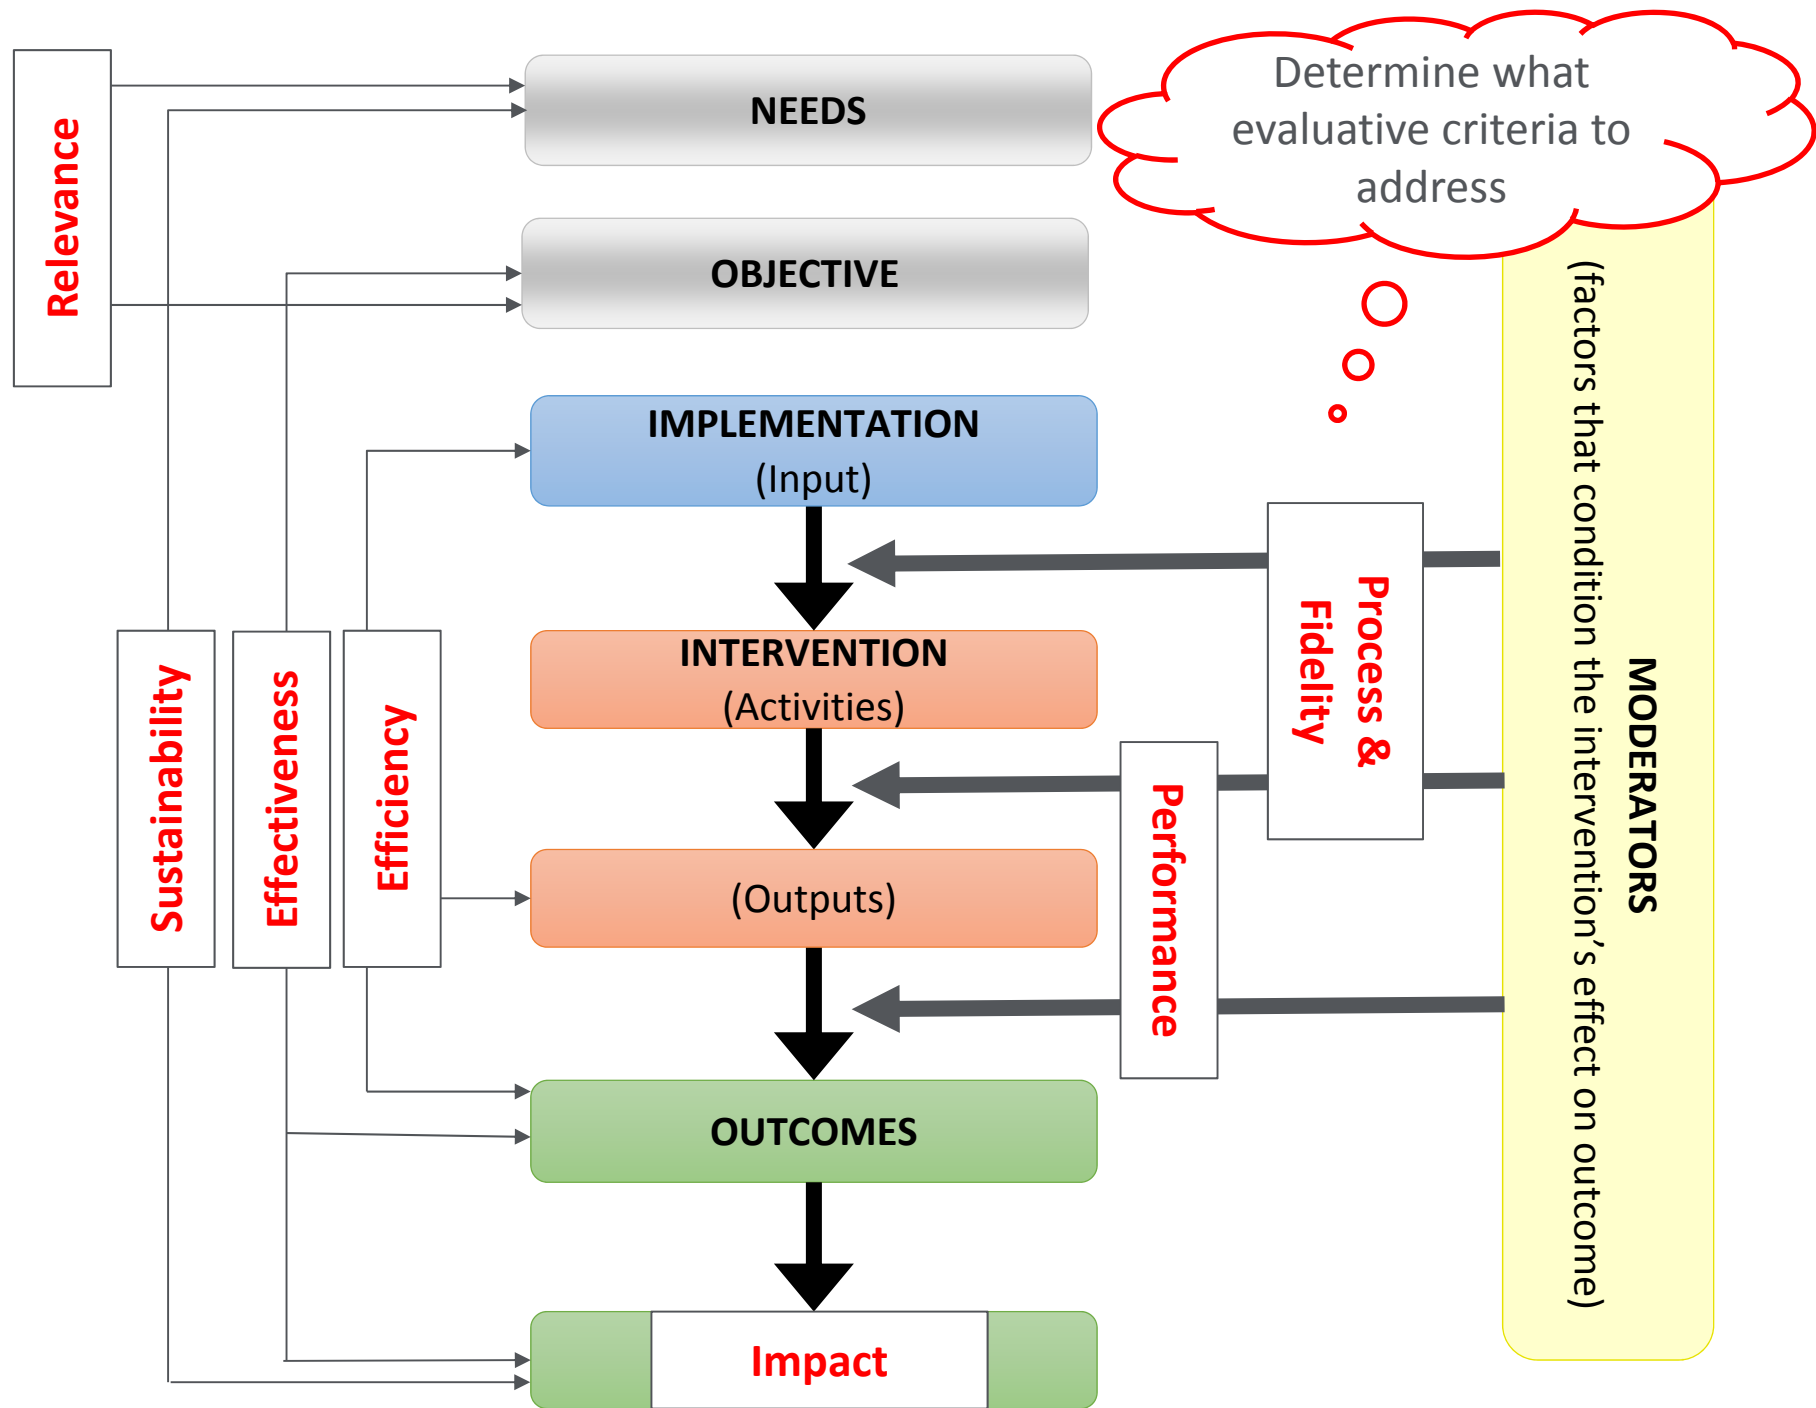 Determine what
evaluative criteria to
address
NEEDS
OBJECTIVE
Relevance
IMPLEMENTATION
(Input)
INTERVENTION
(Activities)
(Outputs)
OUTCOMES
Impact
Sustainability
Effectiveness
Efficiency
Process &
Fidelity
Performance
MODERATORS
(factors that condition the intervention’s effect on outcome)